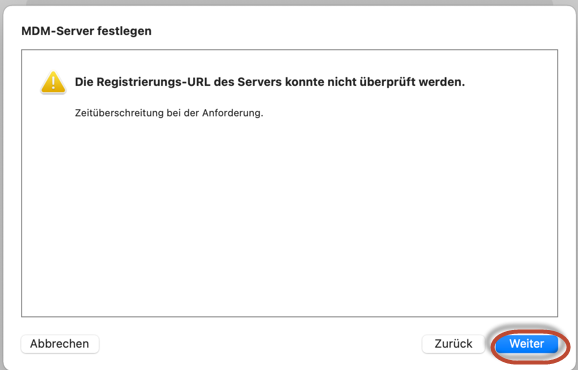 MDM-Server festlegen
Die Registrierungs-URL des Servers konnte nicht überprüft werden.
Zeitüberschreitung bei der Anforderung.
Abbrechen
Zurück
Weiter